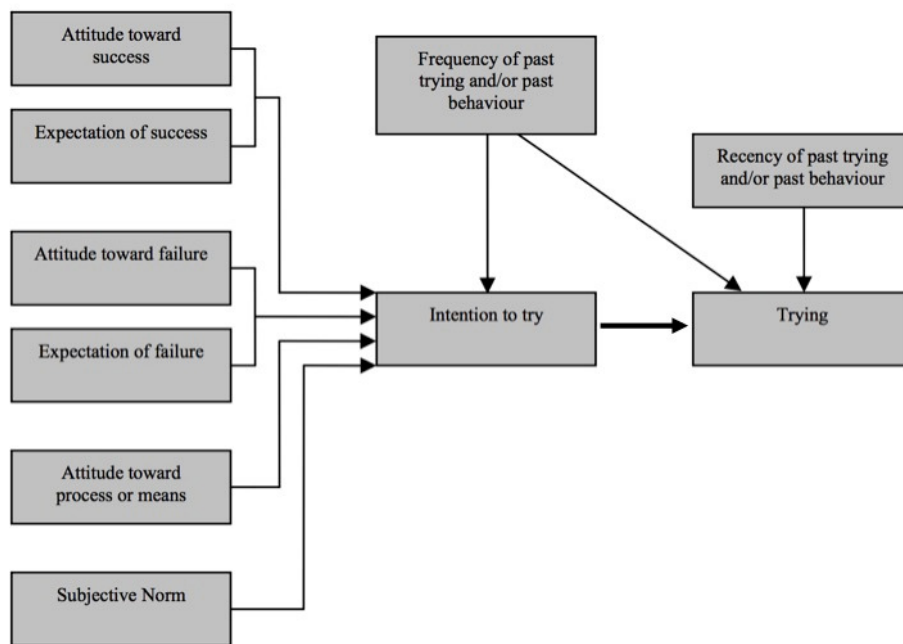 Attitude toward
success
Expectation of success
Attitude toward failure
Expectation of failure
Attitude toward
process or means
Subjective Norm
Frequency of past
trying and/or past
behaviour
Intention to try
Recency of past trying
and/or past behaviour
Trying